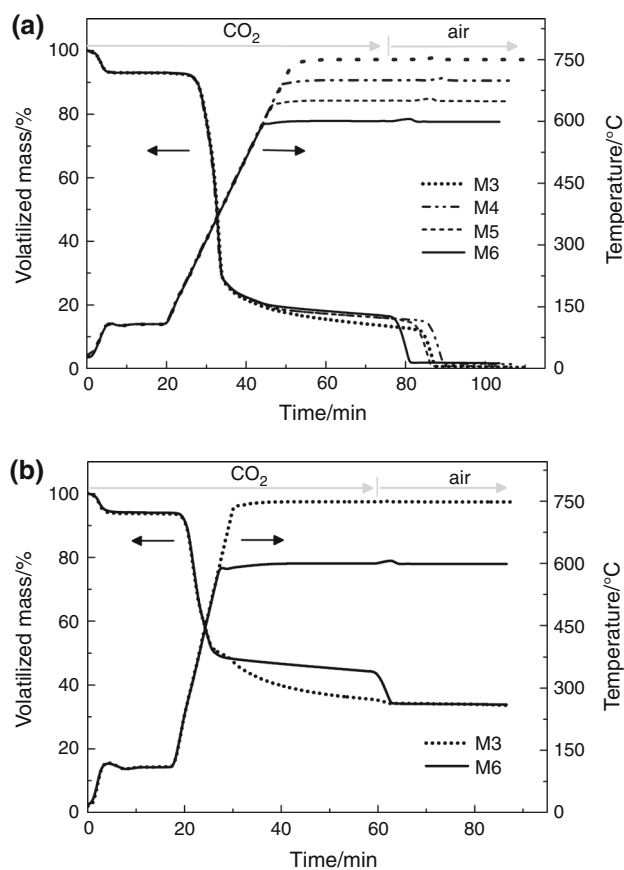 (a)
CO2
air
100
80
60
40
20
0
Volatilized mass/%
750
600
450
300
150
0
Temperature/°C
M3
M4
M5
M6
0 20 40 60 80 100
Time/min
(b)
CO2
air
100
80
60
40
20
0
Volatilized mass/%
750
600
450
300
150
0
Temperature/°C
M3
M6
0 20 40 60 80
Time/min